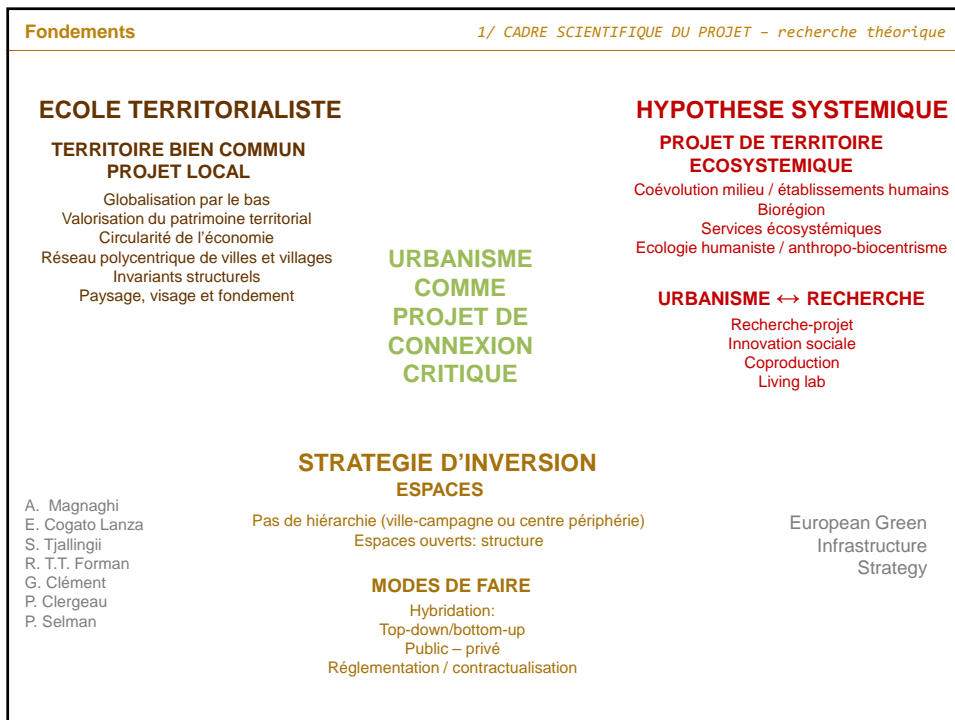 Fondements
1/ CADRE SCIENTIFIQUE DU PROJET – recherche théorique
ECOLE TERRITORIALISTE
TERRITOIRE BIEN COMMUN
PROJET LOCAL
Globalisation par le bas
Valorisation du patrimoine territorial
Circularité de l’économie
Réseau polycentrique de villes et villages
Invariants structurels
Paysage, visage et fondement
HYPOTHESE SYSTEMIQUE
PROJET DE TERRITOIRE
ECOSYSTEMIQUE
Coévolution milieu / établissements humains
Biorégion
Services écosystémiques
Ecologie humaniste / anthropo-biocentrisme
URBANISME ↔ RECHERCHE
Recherche-projet
Innovation sociale
Coproduction
Living lab
URBANISME
COMME
PROJET DE
CONNEXION
CRITIQUE
STRATEGIE D’INVERSION
ESPACES
Pas de hiérarchie (ville-campagne ou centre périphérie)
Espaces ouverts: structure
MODES DE FAIRE
Hybridation:
Top-down/bottom-up
Public – privé
Réglementation / contractualisation
A. Magnaghi
E. Cogato Lanza
S. Tjallingii
R. T.T. Forman
G. Clément
P. Clergeau
P. Selman
European Green
Infrastructure
Strategy